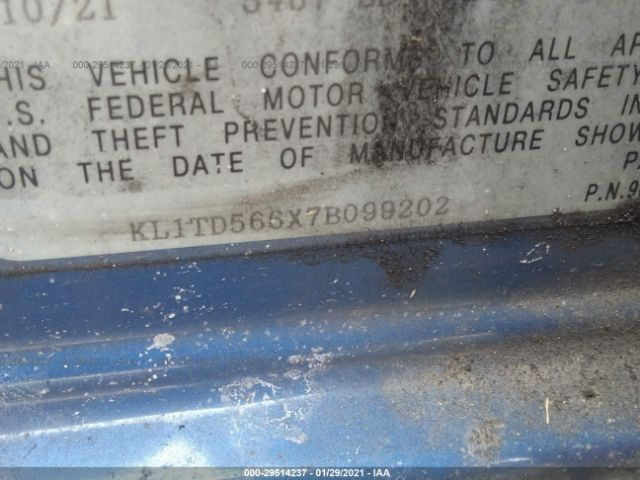 10/21
THIS VEHICLE CONFORMS TO ALL
.S. FEDERAL MOTOR VEHICLE SAFETY
AND THEFT PREVENTION STANDARDS IN
ON THE DATE OF MANUFACTURE SHOW
P
P.N.9
KL1TD566X7B099202
000-29514237 - 01/29/2021 - IAA